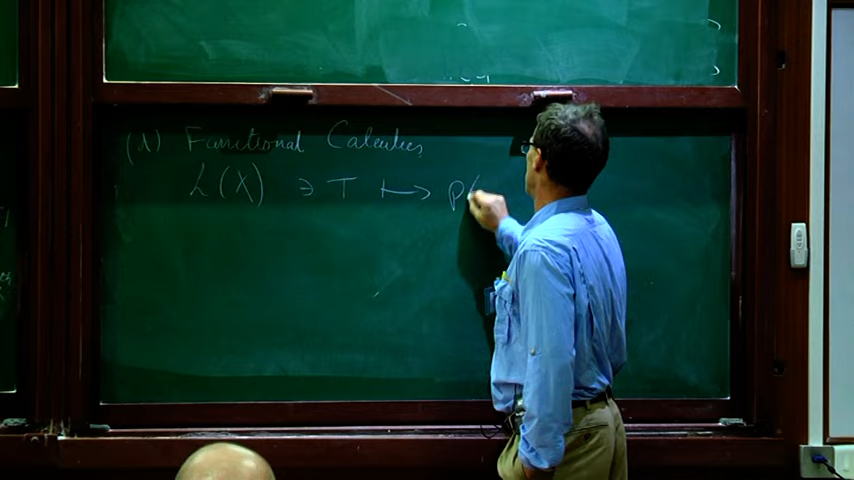 (1) Functional Calculus
L(X) ∋ T ↦ p(